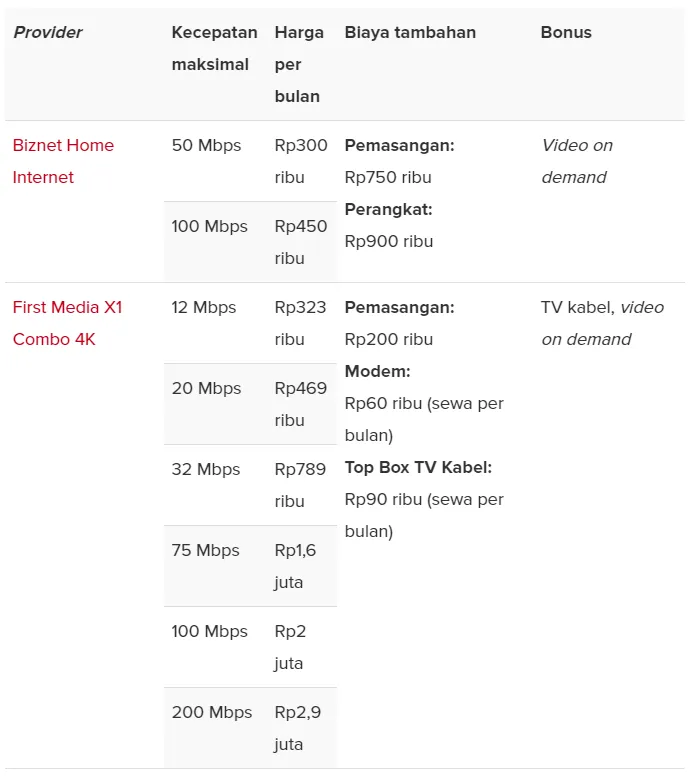 Provider
Kecepatan maksimal
Harga per bulan
Biaya tambahan
Bonus
Biznet Home Internet
50 Mbps
Rp300 ribu
Pemasangan:
Rp750 ribu
Perangkat:
Rp900 ribu
Video on demand
100 Mbps
Rp450 ribu
First Media X1 Combo 4K
12 Mbps
Rp323 ribu
Pemasangan:
Rp200 ribu
Modem:
Rp60 ribu (sewa per bulan)
Top Box TV Kabel:
Rp90 ribu (sewa per bulan)
TV kabel, video on demand
20 Mbps
Rp469 ribu
32 Mbps
Rp789 ribu
75 Mbps
Rp1,6 juta
100 Mbps
Rp2 juta
200 Mbps
Rp2,9 juta